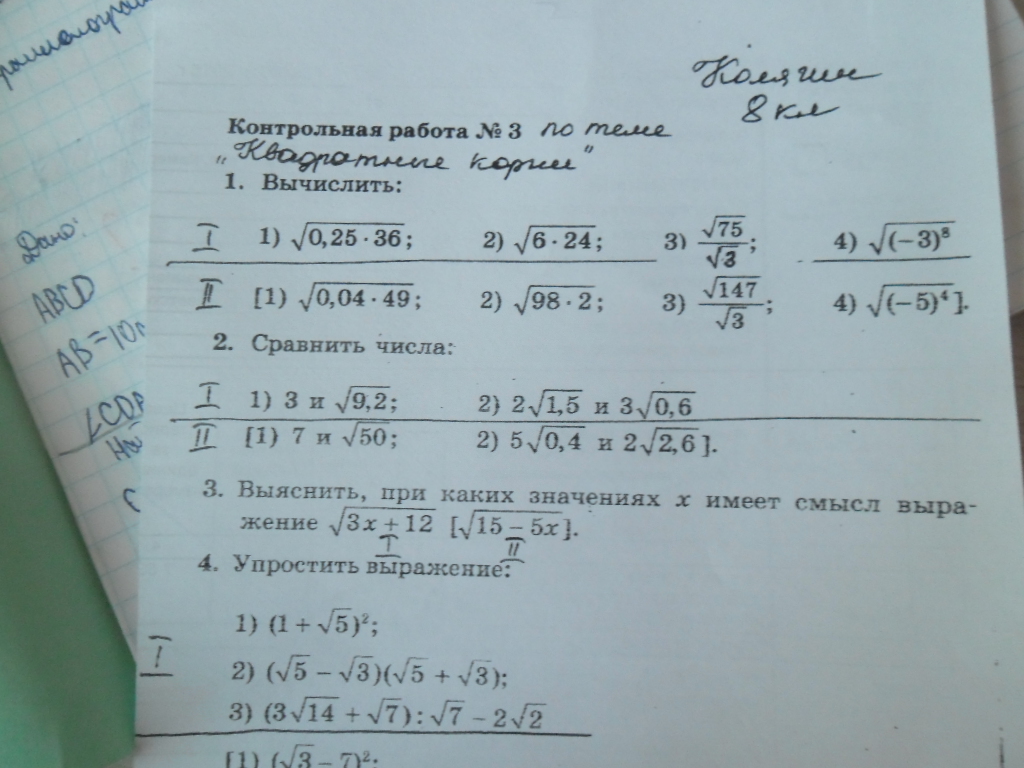 Колягин
8 кл
Контрольная работа № 3 по теме
„Квадратные корни"
1. Вычислить:
I 1) √(0,25 · 36); 2) √(6 · 24); 3) √75/√3; 4) √((−3)⁸)
II [1) √(0,04 · 49); 2) √(98 · 2); 3) √147/√3; 4) √((−5)⁴)].
2. Сравнить числа:
I 1) 3 и √9,2; 2) 2√1,5 и 3√0,6
II [1) 7 и √50; 2) 5√0,4 и 2√2,6].
3. Выяснить, при каких значениях x имеет смысл выра-
жение √(3x + 12) [√(15 − 5x)].
I II
4. Упростить выражение:
1) (1 + √5)²;
I
2) (√5 − √3)(√5 + √3);
3) (3√14 + √7) : √7 − 2√2
[1) (√3 − 7)²;
Дано:
ABCD